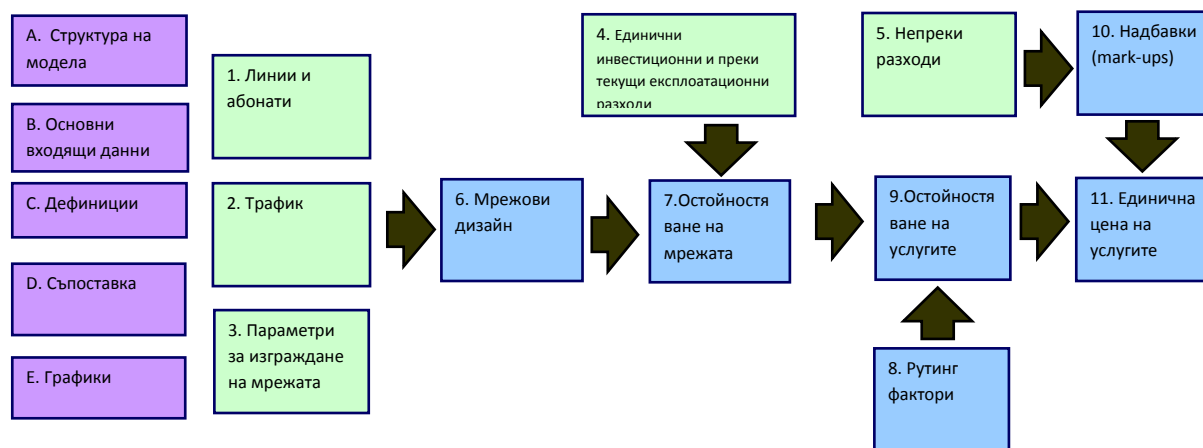 A. Структура на
модела
B. Основни
входящи данни
C. Дефиниции
D. Съпоставка
E. Графики
1. Линии и
абонати
2. Трафик
3. Параметри
за изграждане
на мрежата
4. Единични
инвестиционни и преки
текущи експлоатационни
разходи
5. Непреки
разходи
6. Мрежови
дизайн
7.Остойностя
ване на
мрежата
8. Рутинг
фактори
9.Остойностя
ване на
услугите
10. Надбавки
(mark-ups)
11. Единична
цена на
услугите